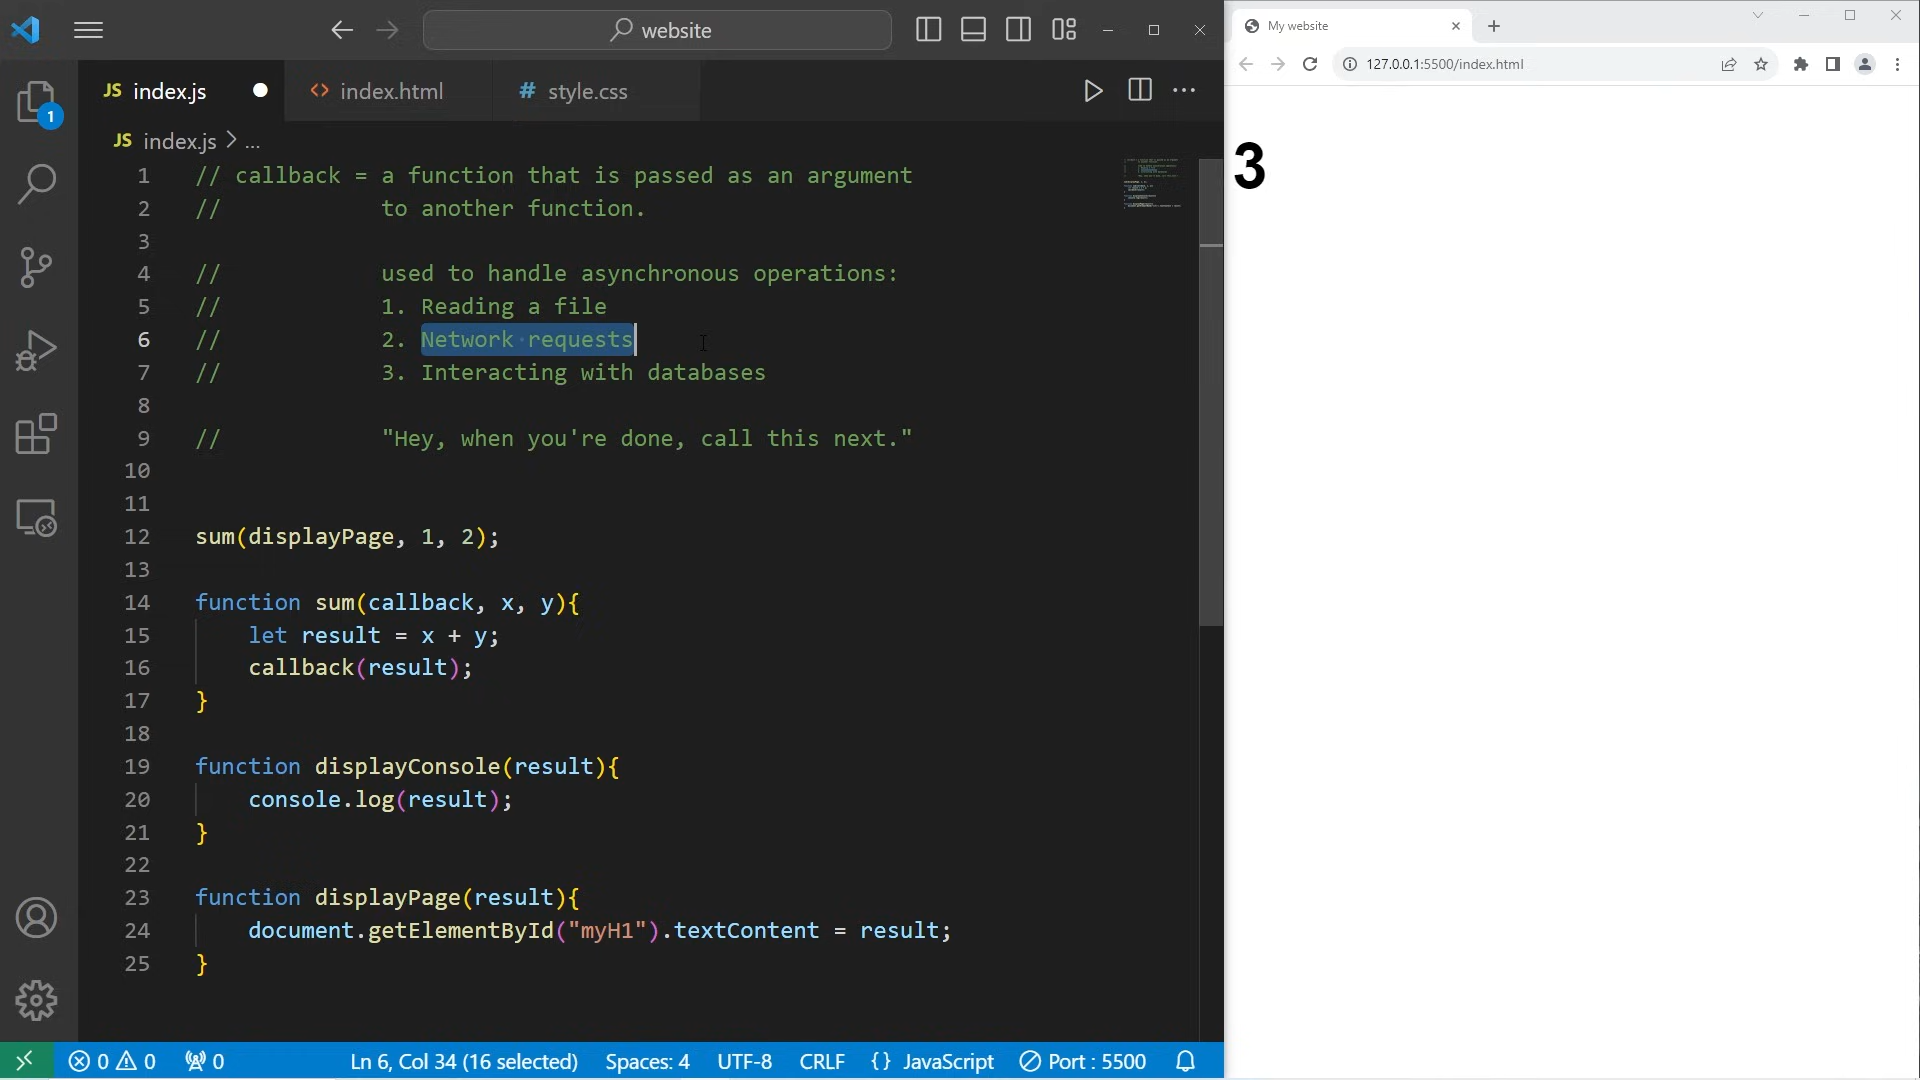 website
JS index.js
index.html
# style.css
JS index.js > ...
1 // callback = a function that is passed as an argument
2 // to another function.
3
4 // used to handle asynchronous operations:
5 // 1. Reading a file
6 // 2. Network requests
7 // 3. Interacting with databases
8
9 // "Hey, when you're done, call this next."
10
11
12 sum(displayPage, 1, 2);
13
14 function sum(callback, x, y){
15 let result = x + y;
16 callback(result);
17 }
18
19 function displayConsole(result){
20 console.log(result);
21 }
22
23 function displayPage(result){
24 document.getElementById("myH1").textContent = result;
25 }
1
0 0 0
Ln 6, Col 34 (16 selected)
Spaces: 4
UTF-8
CRLF
{} JavaScript
Port : 5500
My website
127.0.0.1:5500/index.html
3